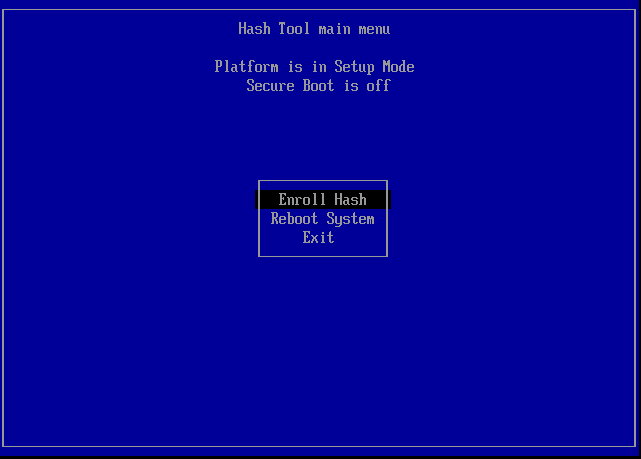 Hash Tool main menu
Platform is in Setup Mode
Secure Boot is off
Enroll Hash
Reboot System
Exit